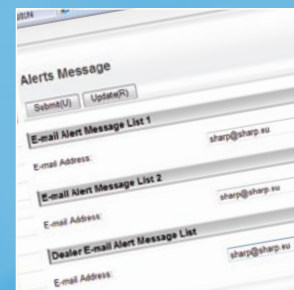 Alerts Message
Submit(U) Update(R)
E-mail Alert Message List 1
E-mail Address: sharp@sharp.eu
E-mail Alert Message List 2
E-mail Address: sharp@sharp.eu
Dealer E-mail Alert Message List
E-mail Address: sharp@sharp.eu